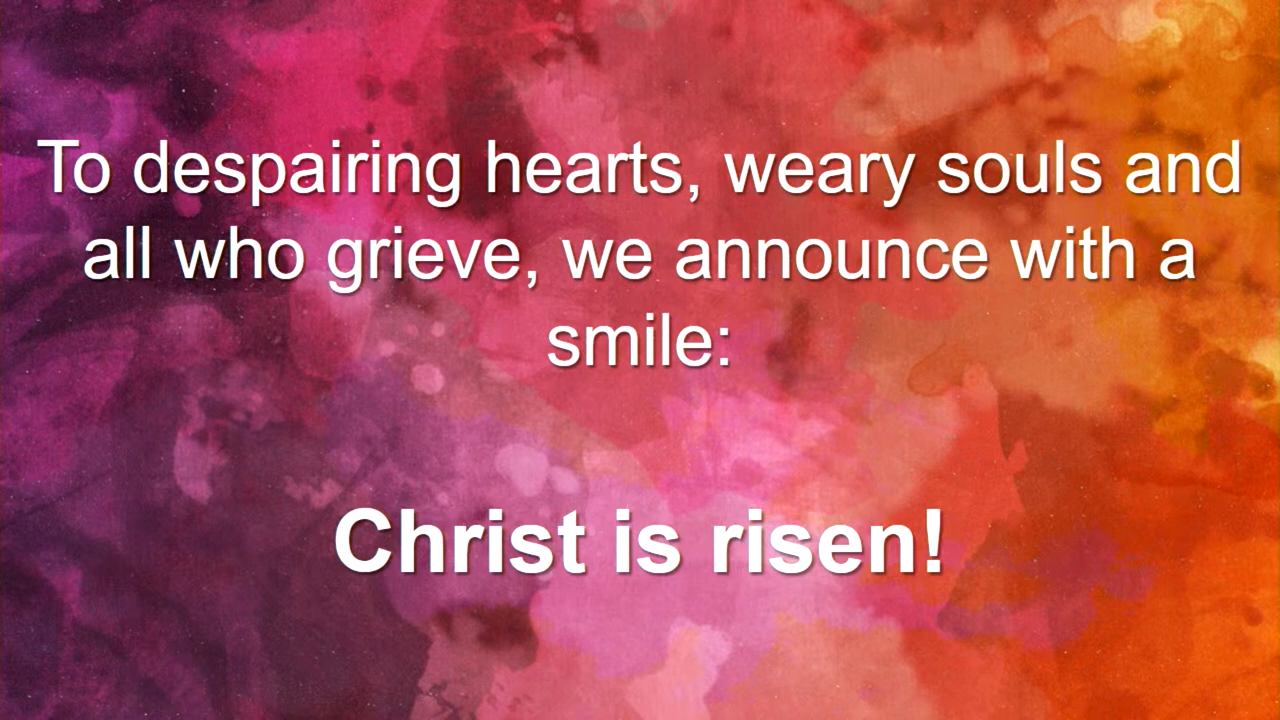 To despairing hearts, weary souls and
all who grieve, we announce with a
smile:
Christ is risen!